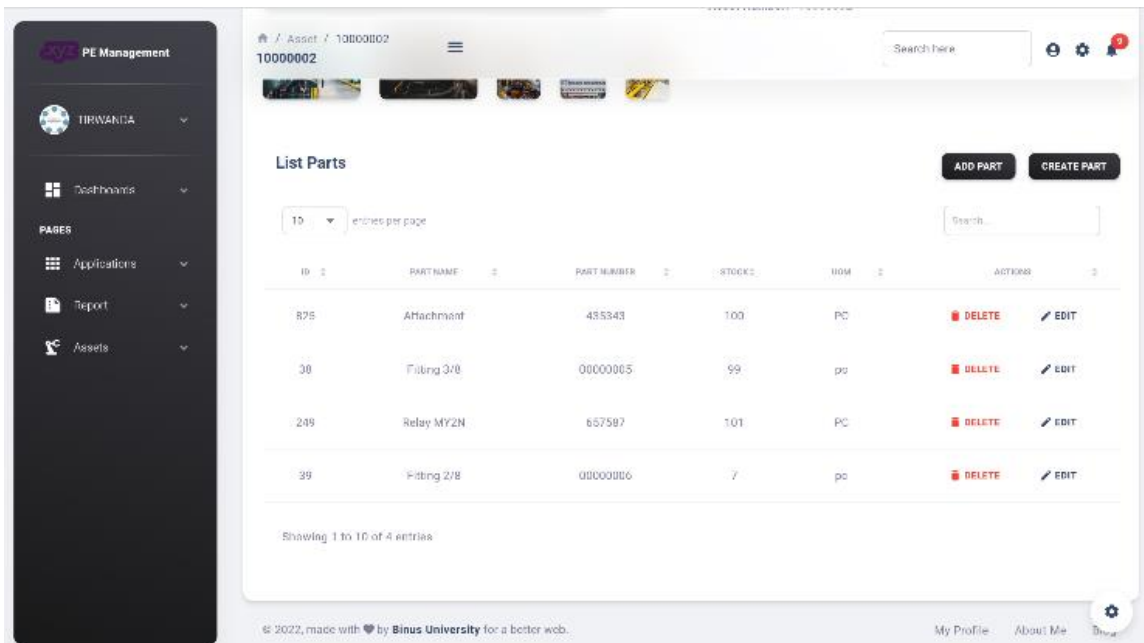 xyz PE Management
/ Asset / 10000002
10000002
Search here
9
TIRWANDA
List Parts
ADD PART
CREATE PART
Dashboards
10 entries per page
Search...
PAGES
Applications
ID PART NAME PART NUMBER STOCK UOM ACTIONS
Report
825 Attachment 435343 100 PC DELETE EDIT
Assets
38 Fitting 3/8 00000005 99 pc DELETE EDIT
249 Relay MY2N 657587 101 PC DELETE EDIT
39 Fitting 2/8 00000006 7 pc DELETE EDIT
Showing 1 to 10 of 4 entries
© 2022, made with by Binus University for a better web.
My Profile About Me